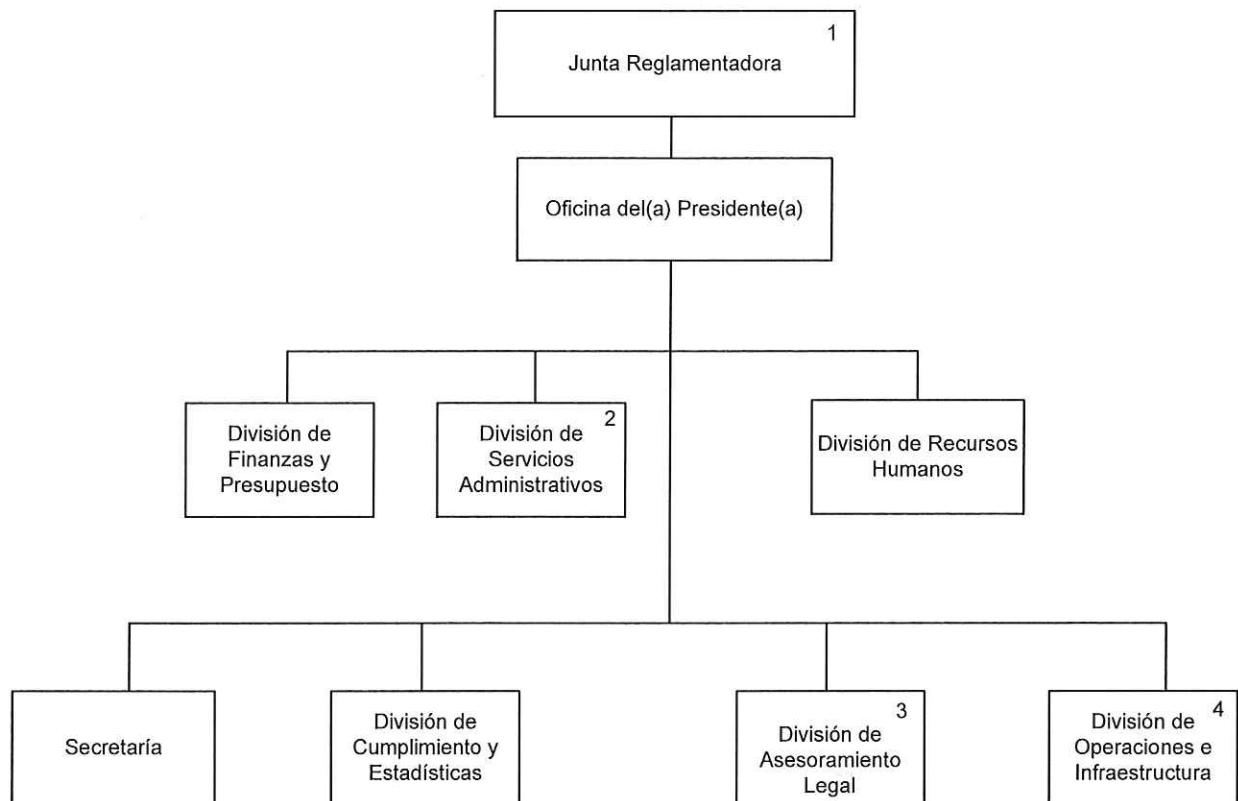 1
Junta Reglamentadora
Oficina del(a) Presidente(a)
División de
Finanzas y
Presupuesto
2
División de
Servicios
Administrativos
División de Recursos
Humanos
Secretaría
División de
Cumplimiento y
Estadísticas
3
División de
Asesoramiento
Legal
4
División de
Operaciones e
Infraestructura